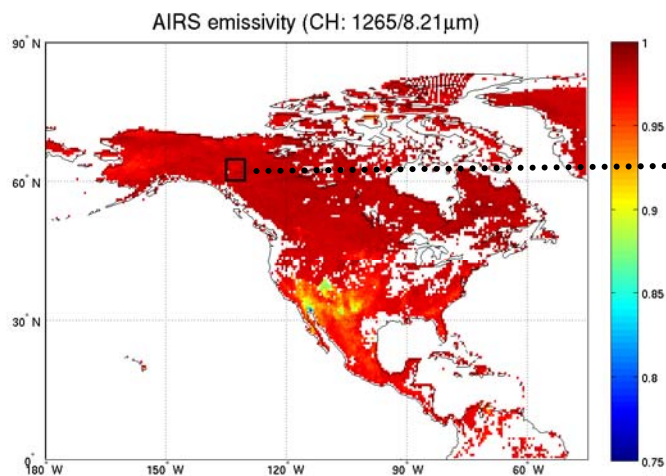 AIRS emissivity (CH: 1265/8.21μm)
90° N
60° N
30° N
0°
180° W
150° W
120° W
90° W
60° W
1
0.95
0.9
0.85
0.8
0.75